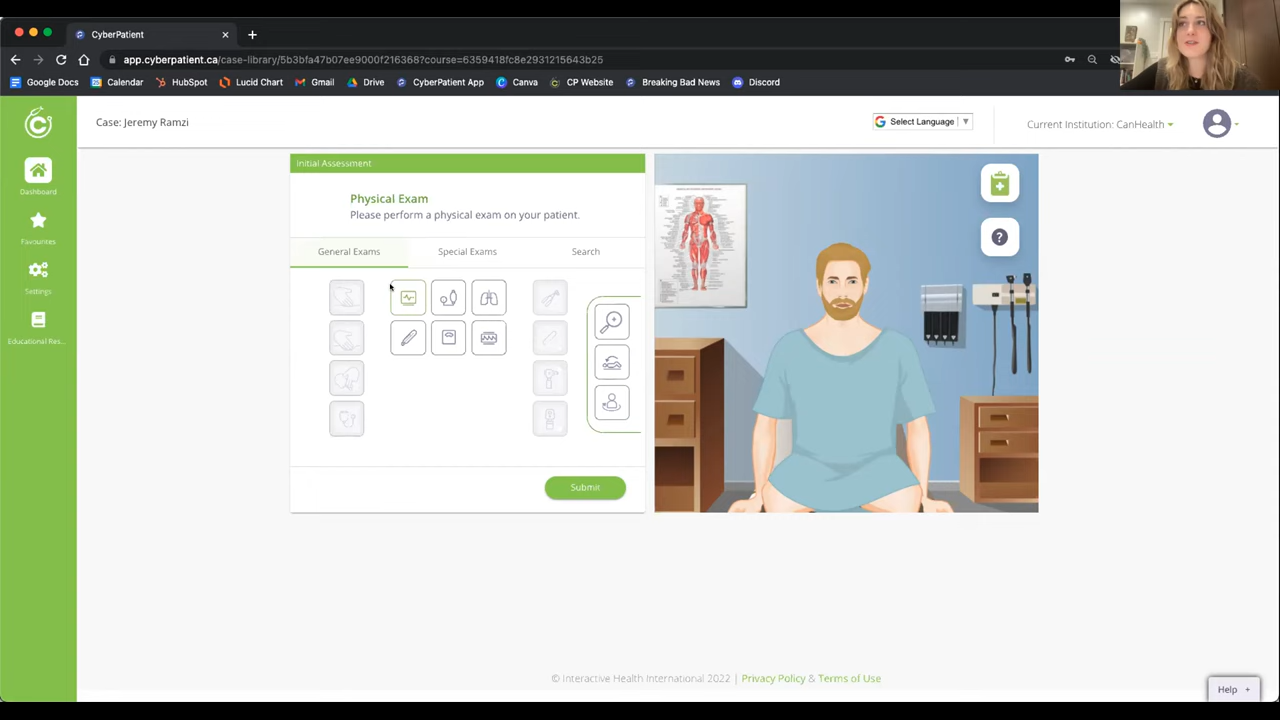 CyberPatient
app.cyberpatient.ca/case-library/5b3bfa47b07ee9000f216368?course=6359418fc8e2931215643b25
Google Docs
Calendar
HubSpot
Lucid Chart
Gmail
Drive
CyberPatient App
Canva
CP Website
Breaking Bad News
Discord
Case: Jeremy Ramzi
Select Language
Current Institution: CanHealth
Dashboard
Favourites
Settings
Educational Res...
Initial Assessment
Physical Exam
Please perform a physical exam on your patient.
General Exams
Special Exams
Search
Submit
© Interactive Health International 2022 | Privacy Policy & Terms of Use
Help +